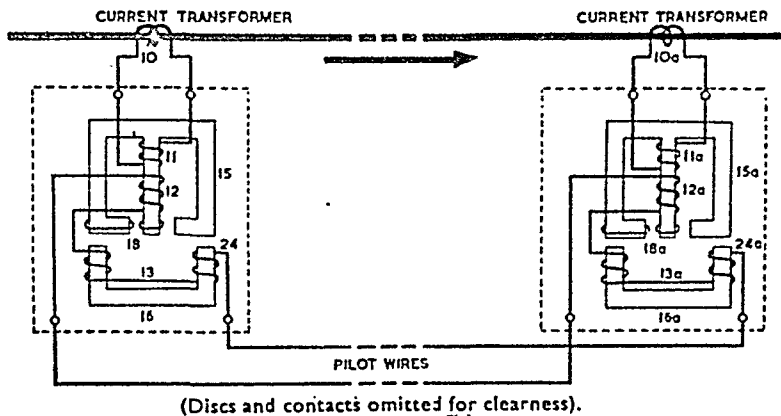 CURRENT TRANSFORMER
CURRENT TRANSFORMER
10
10a
11
11a
12
15
12a
15a
18
24
18a
24a
13
13a
16
16a
PILOT WIRES
(Discs and contacts omitted for clearness).